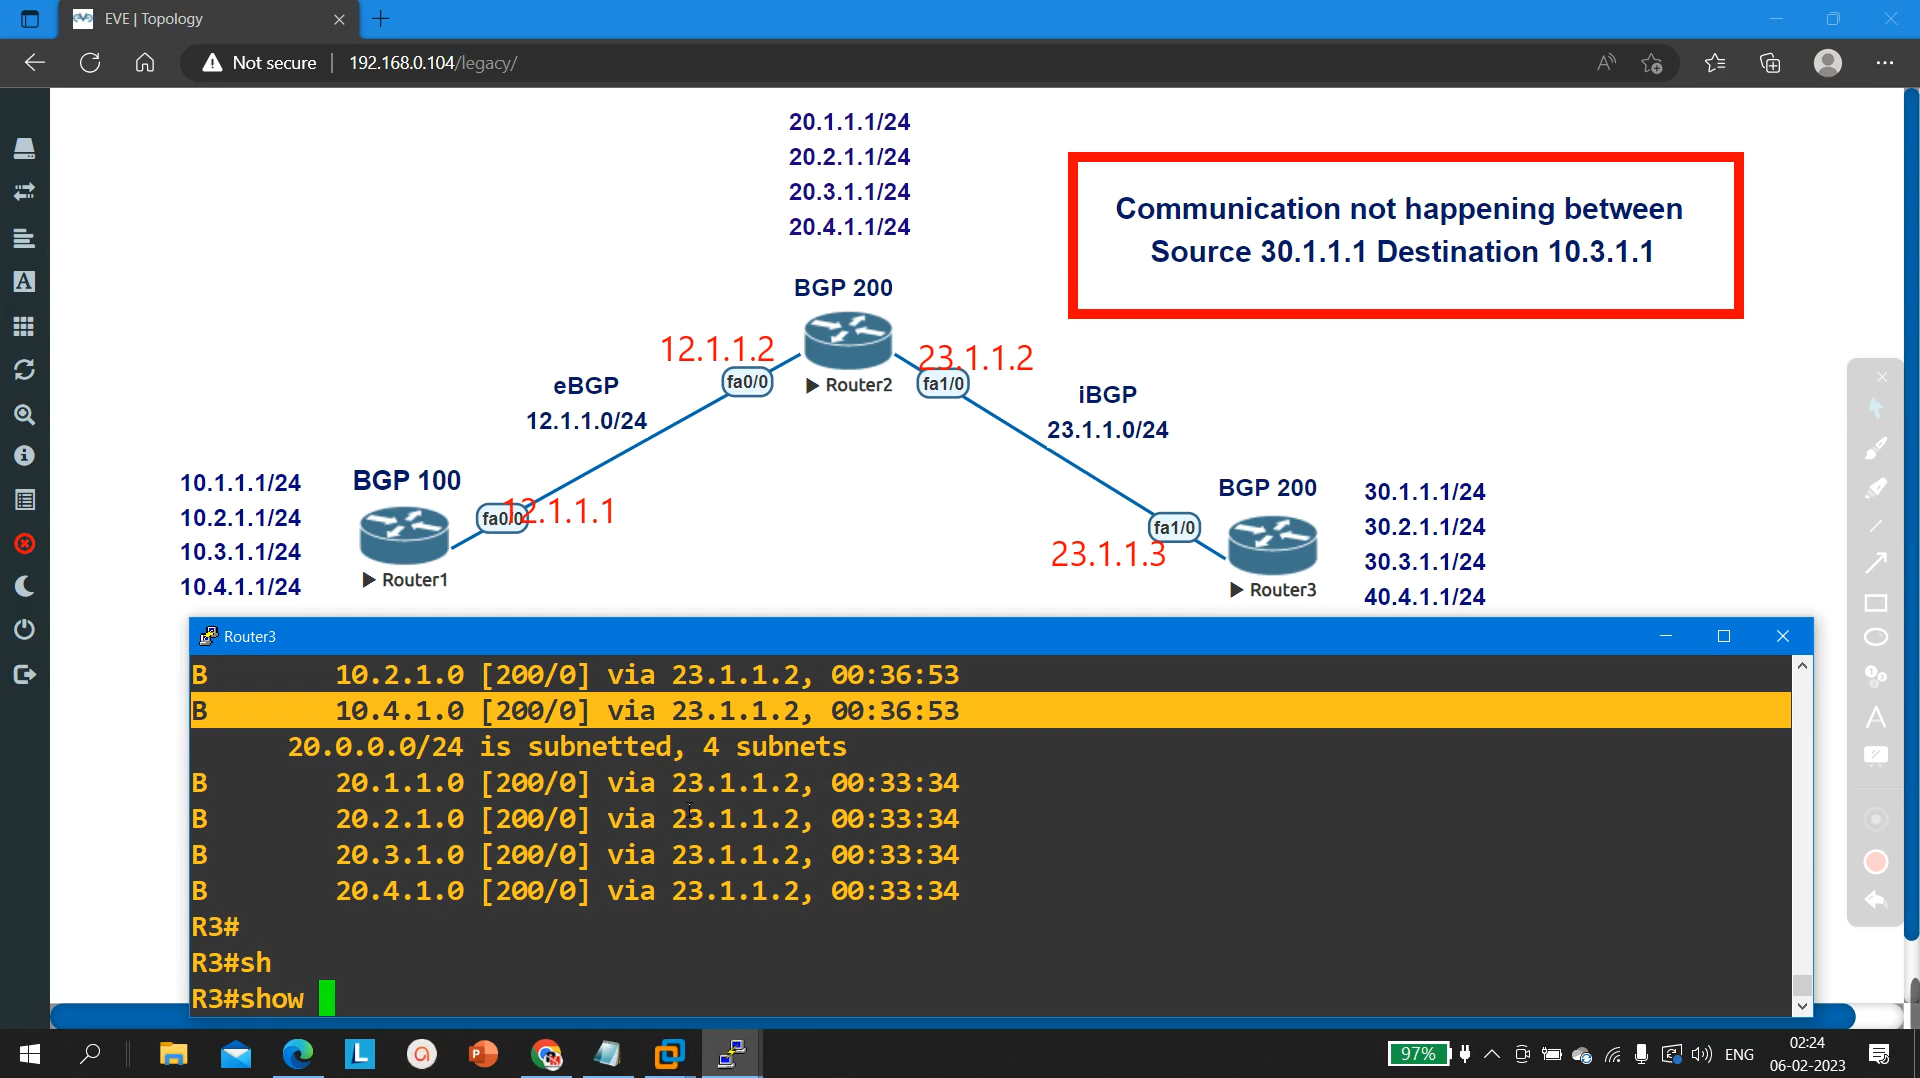 EVE | Topology
Not secure
192.168.0.104/legacy/
20.1.1.1/24
20.2.1.1/24
20.3.1.1/24
20.4.1.1/24
Communication not happening between
Source 30.1.1.1 Destination 10.3.1.1
BGP 200
12.1.1.2
23.1.1.2
fa0/0
Router2
fa1/0
eBGP
12.1.1.0/24
iBGP
23.1.1.0/24
10.1.1.1/24
10.2.1.1/24
10.3.1.1/24
10.4.1.1/24
BGP 100
fa0/0
12.1.1.1
Router1
BGP 200
fa1/0
23.1.1.3
Router3
30.1.1.1/24
30.2.1.1/24
30.3.1.1/24
40.4.1.1/24
Router3
B 10.2.1.0 [200/0] via 23.1.1.2, 00:36:53
B 10.4.1.0 [200/0] via 23.1.1.2, 00:36:53
20.0.0.0/24 is subnetted, 4 subnets
B 20.1.1.0 [200/0] via 23.1.1.2, 00:33:34
B 20.2.1.0 [200/0] via 23.1.1.2, 00:33:34
B 20.3.1.0 [200/0] via 23.1.1.2, 00:33:34
B 20.4.1.0 [200/0] via 23.1.1.2, 00:33:34
R3#
R3#sh
R3#show
97%
ENG
02:24
06-02-2023